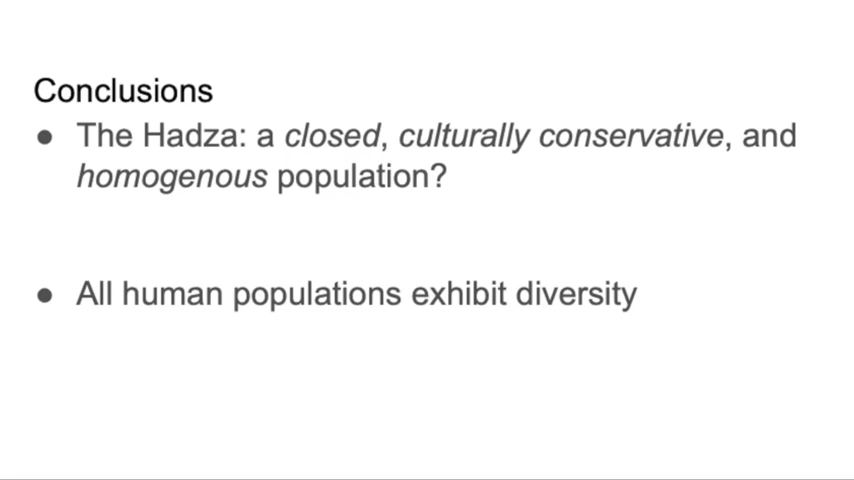 Conclusions
● The Hadza: a closed, culturally conservative, and
homogenous population?
● All human populations exhibit diversity